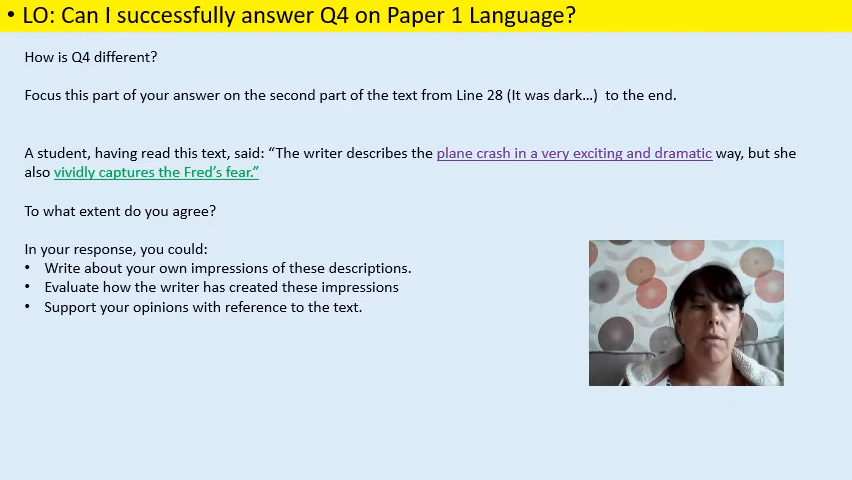 • LO: Can I successfully answer Q4 on Paper 1 Language?
How is Q4 different?
Focus this part of your answer on the second part of the text from Line 28 (It was dark…)  to the end.
A student, having read this text, said: “The writer describes the plane crash in a very exciting and dramatic way, but she
also vividly captures the Fred’s fear.”
To what extent do you agree?
In your response, you could:
• Write about your own impressions of these descriptions.
• Evaluate how the writer has created these impressions
• Support your opinions with reference to the text.